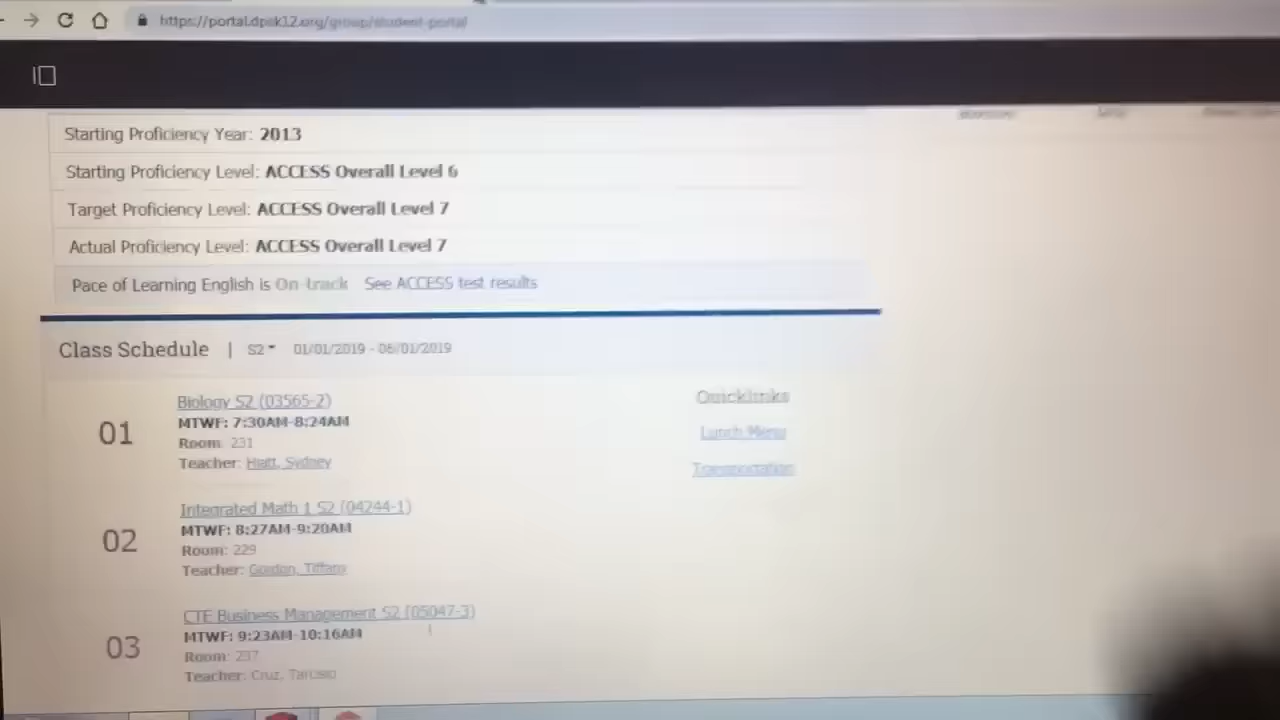 https://portal.dpsk12.org/group/student-portal
Starting Proficiency Year: 2013
Starting Proficiency Level: ACCESS Overall Level 6
Target Proficiency Level: ACCESS Overall Level 7
Actual Proficiency Level: ACCESS Overall Level 7
Pace of Learning English is On-track See ACCESS test results
Class Schedule | S2 01/01/2019 - 06/01/2019
01
Biology S2 (03565-2)
MTWF: 7:30AM-8:24AM
Room: 231
Teacher: Hiatt, Sydney
Quicklinks
Lunch Menu
Transportation
02
Integrated Math 1 S2 (04244-1)
MTWF: 8:27AM-9:20AM
Room: 229
Teacher: Gordon, Tiffany
03
CTE Business Management S2 (05047-3)
MTWF: 9:23AM-10:16AM
Room: 237
Teacher: Cruz,